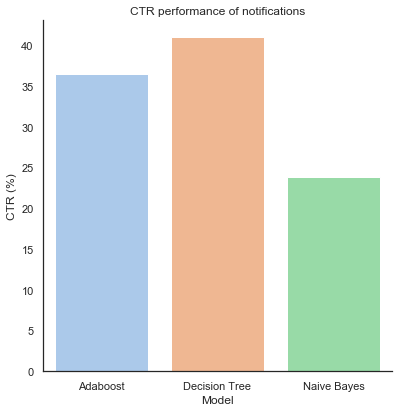 CTR performance of notifications
40
35
30
25
20
15
10
5
0
CTR (%)
Adaboost
Decision Tree
Naive Bayes
Model